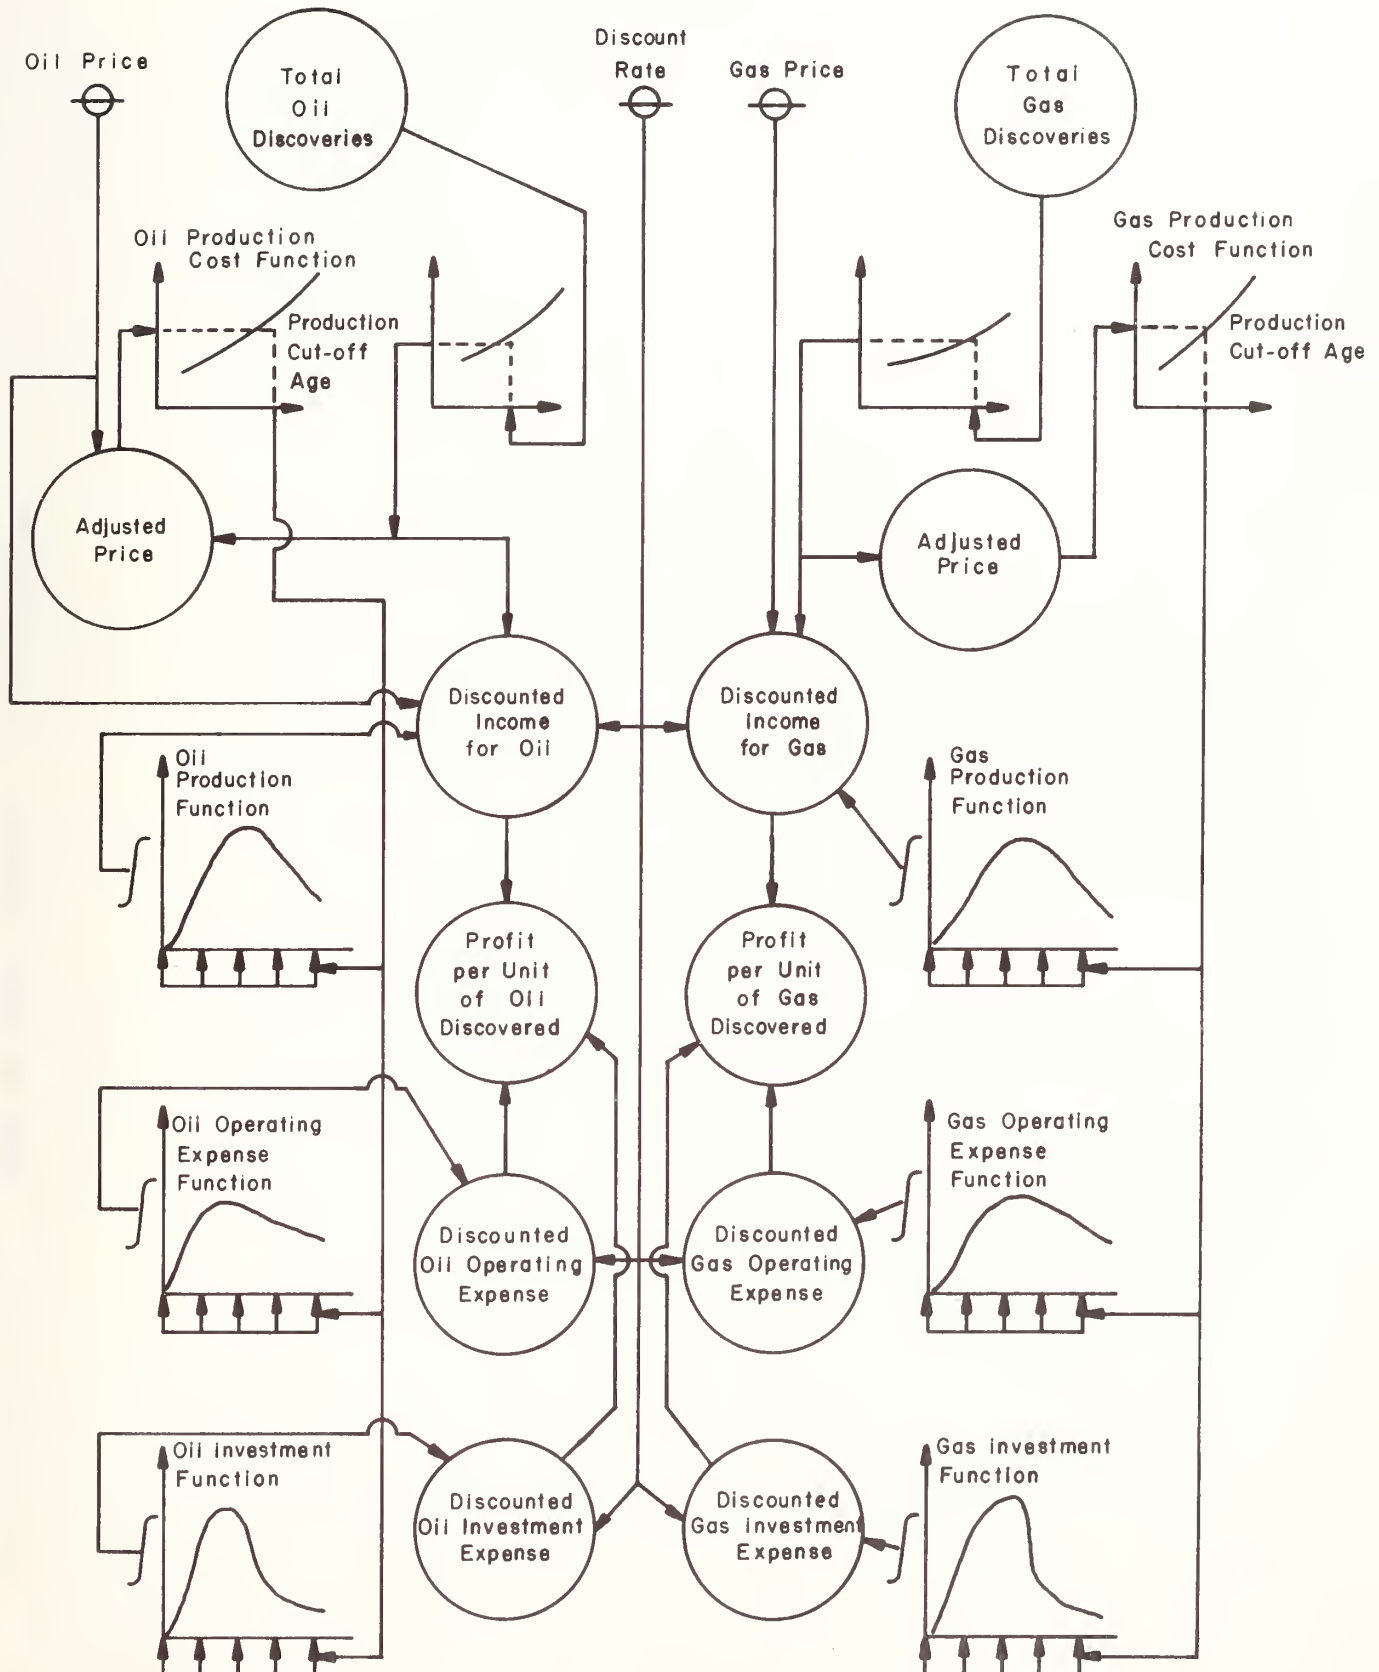 Oil Price
Total
Oil
Discoveries
Discount
Rate
Gas Price
Total
Gas
Discoveries
Oil Production
Cost Function
Production
Cut-off
Age
Gas Production
Cost Function
Production
Cut-off Age
Adjusted
Price
Adjusted
Price
Discounted
Income
for Oil
Discounted
Income
for Gas
Oil
Production
Function
Gas
Production
Function
Profit
per Unit
of Oil
Discovered
Profit
per Unit
of Gas
Discovered
Oil Operating
Expense
Function
Gas Operating
Expense
Function
Discounted
Oil Operating
Expense
Discounted
Gas Operating
Expense
Oil Investment
Function
Gas Investment
Function
Discounted
Oil Investment
Expense
Discounted
Gas Investment
Expense